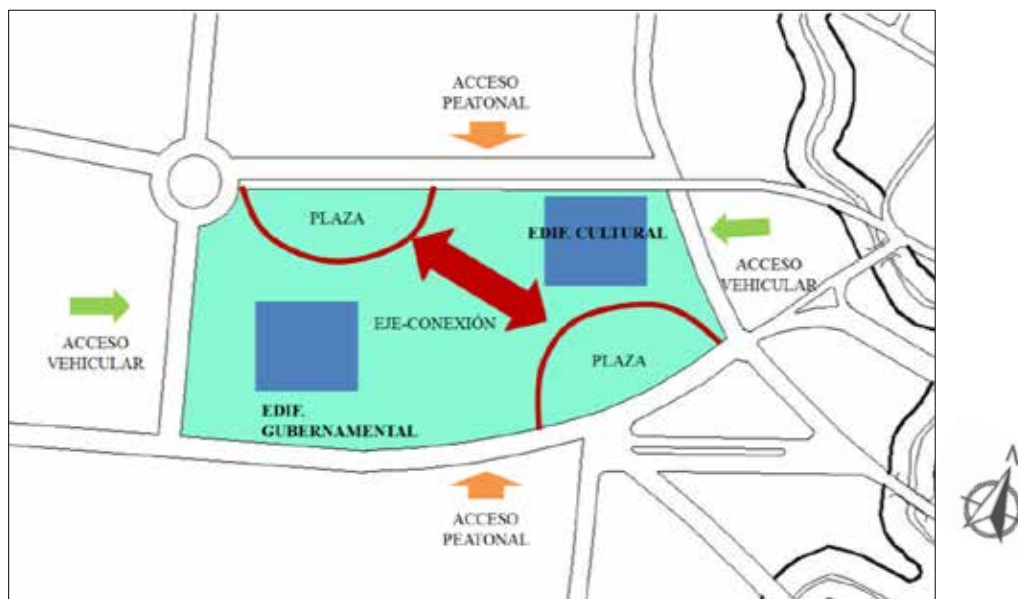 ACCESO
PEATONAL
PLAZA
EDIF. CULTURAL
ACCESO
VEHICULAR
EJE-CONEXIÓN
ACCESO
VEHICULAR
PLAZA
EDIF.
GUBERNAMENTAL
ACCESO
PEATONAL
N